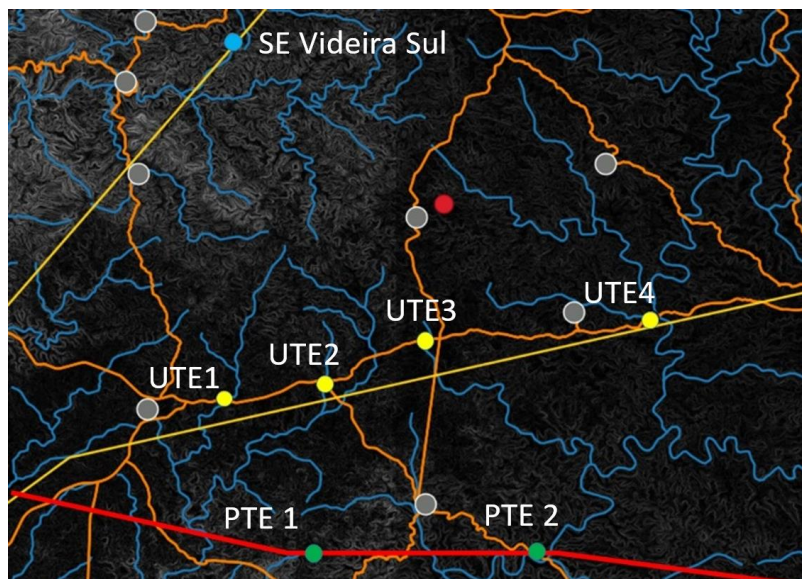 SE Videira Sul
UTE4
UTE3
UTE2
UTE1
PTE 1
PTE 2